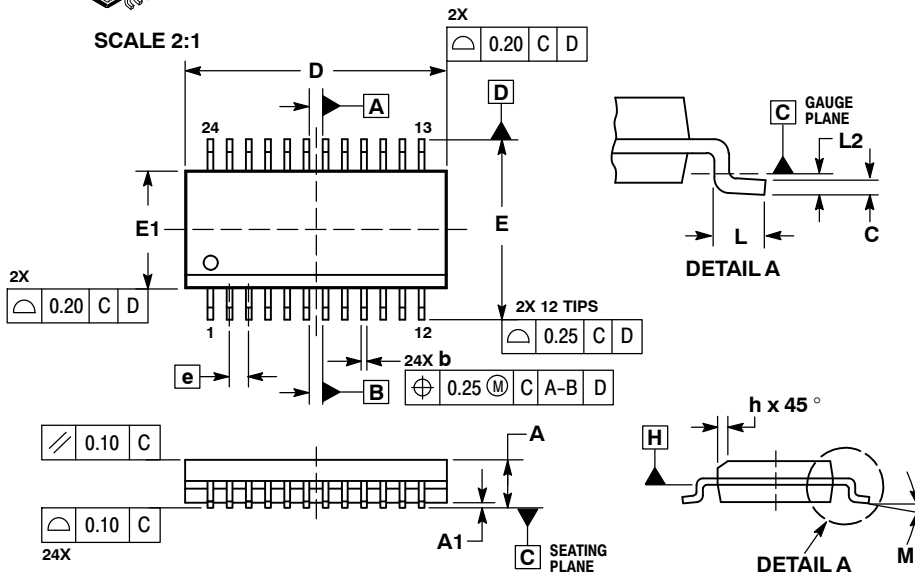 SCALE 2:1
2X
⌓ 0.20 C D
D
A
D
24
13
C GAUGE
PLANE
L2
E1
E
L
C
DETAIL A
2X
⌓ 0.20 C D
1
12
2X 12 TIPS
⌓ 0.25 C D
e
24X b
B
⌖ 0.25 Ⓜ C A–B D
h x 45 °
⫽ 0.10 C
A
H
⌓ 0.10 C
24X
A1
C SEATING
PLANE
DETAIL A
M